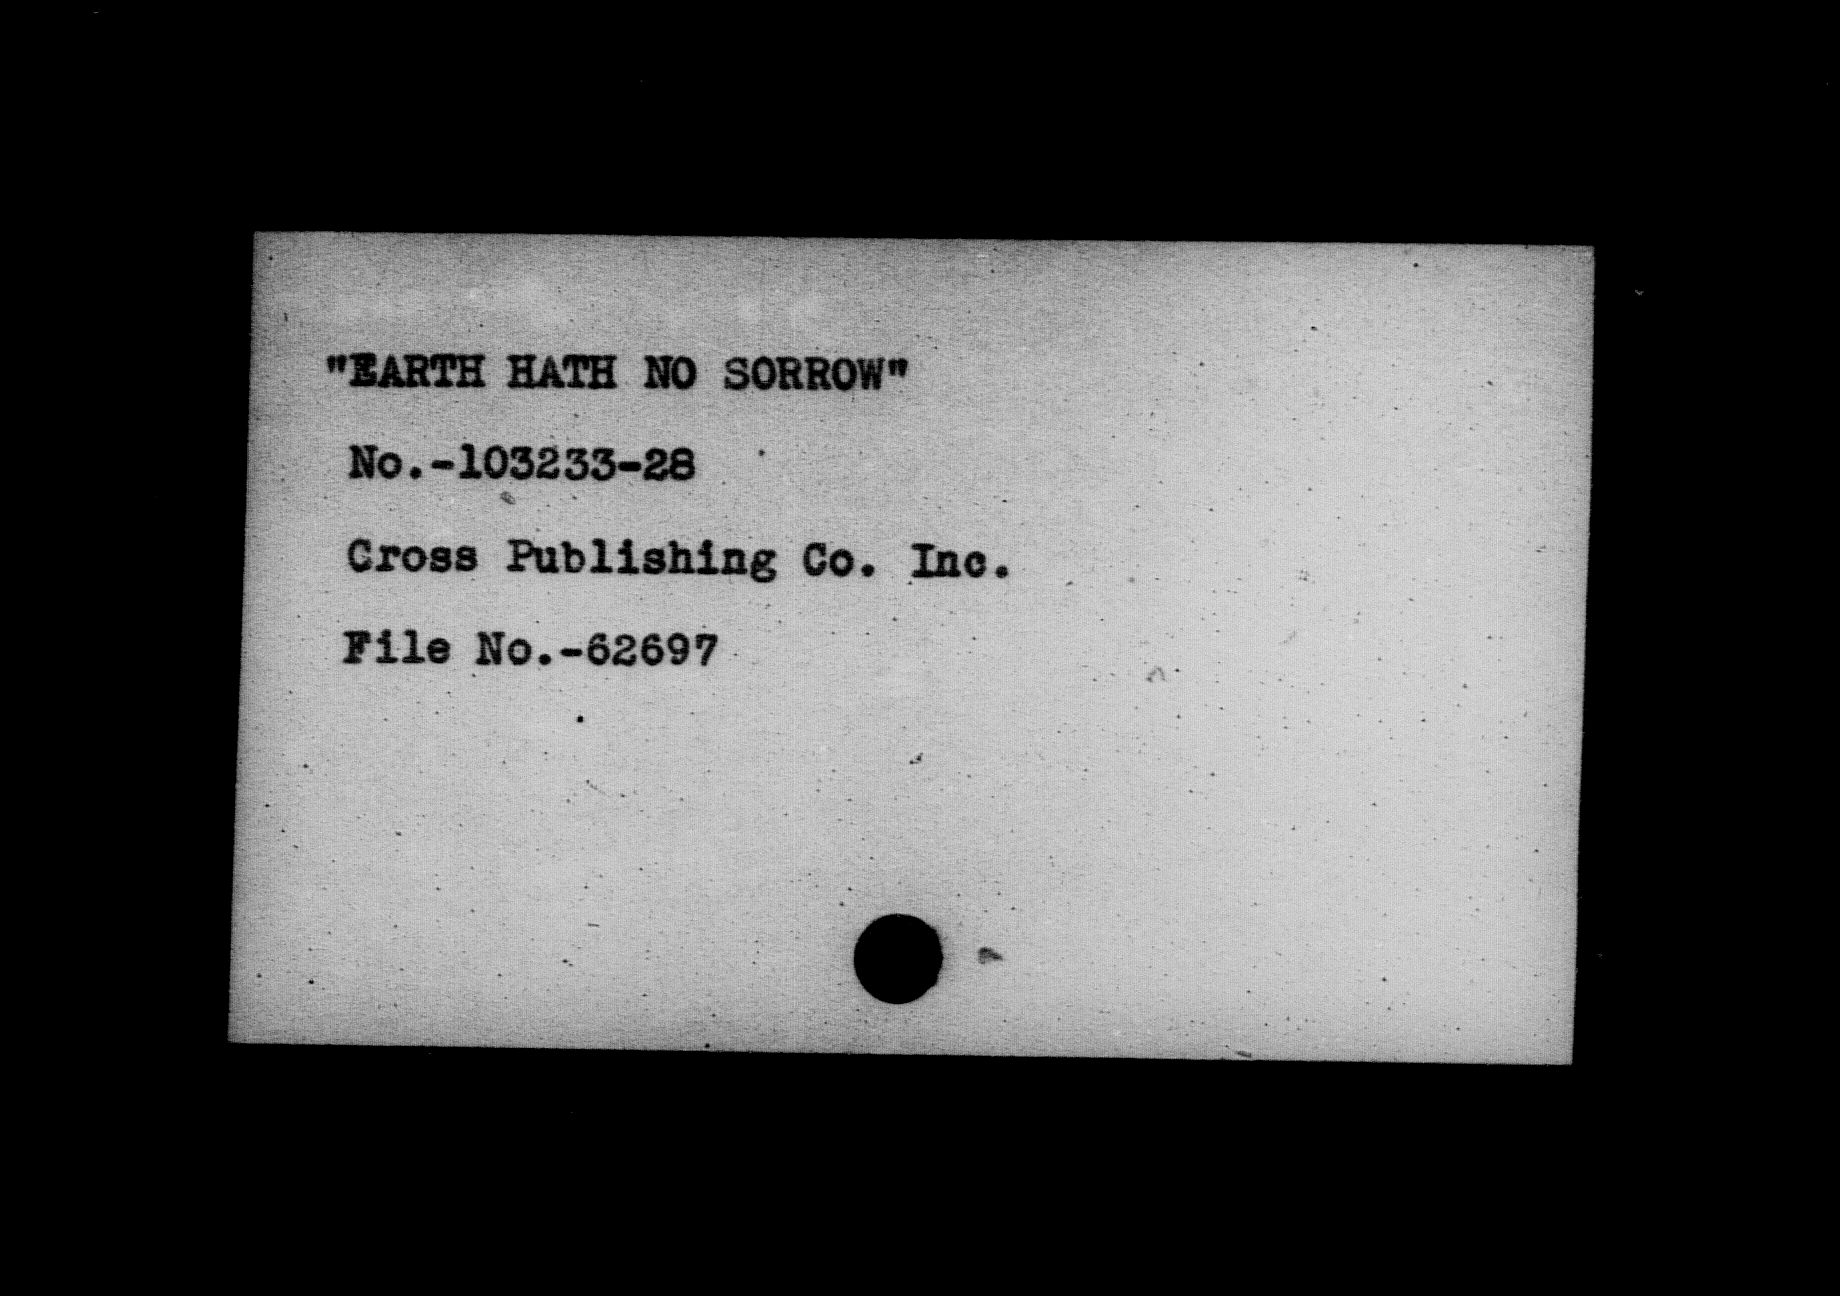 "EARTH HATH NO SORROW"
No.-103233-28
Cross Publishing Co. Inc.
File No.-62697